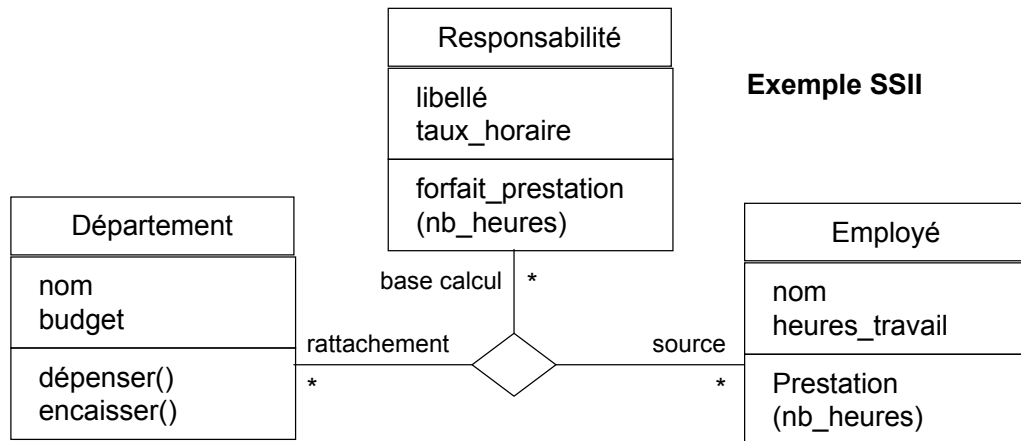 Responsabilité
Exemple SSII
libellé
taux_horaire
forfait_prestation
(nb_heures)
Département
nom
budget
dépenser()
encaisser()
Employé
nom
heures_travail
Prestation
(nb_heures)
base calcul *
rattachement
*
source
*